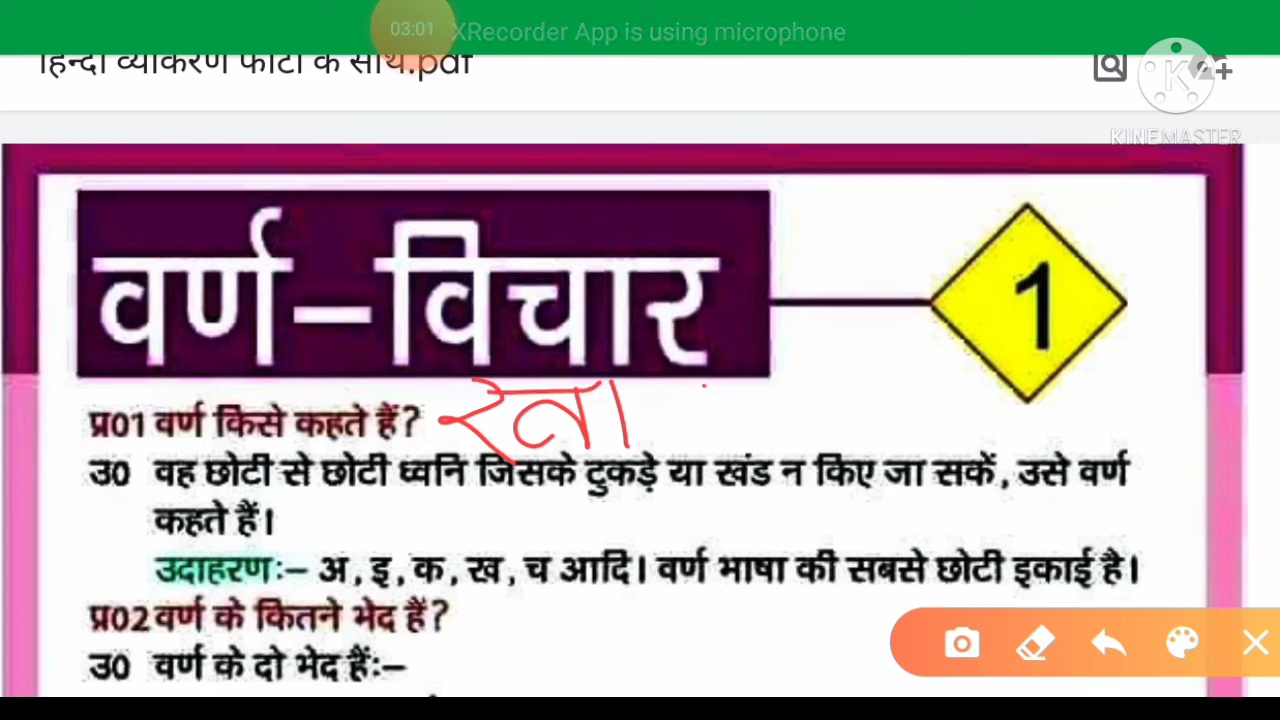 03:01 XRecorder App is using microphone
हिन्दी व्याकरण फोटो के साथ.pdf
KINEMASTER
वर्ण-विचार
1
प्र01 वर्ण किसे कहते हैं?
उ0 वह छोटी से छोटी ध्वनि जिसके टुकड़े या खंड न किए जा सकें, उसे वर्ण
कहते हैं।
उदाहरण:– अ, इ, क, ख, च आदि। वर्ण भाषा की सबसे छोटी इकाई है।
प्र02 वर्ण के कितने भेद हैं?
उ0 वर्ण के दो भेद हैं:–